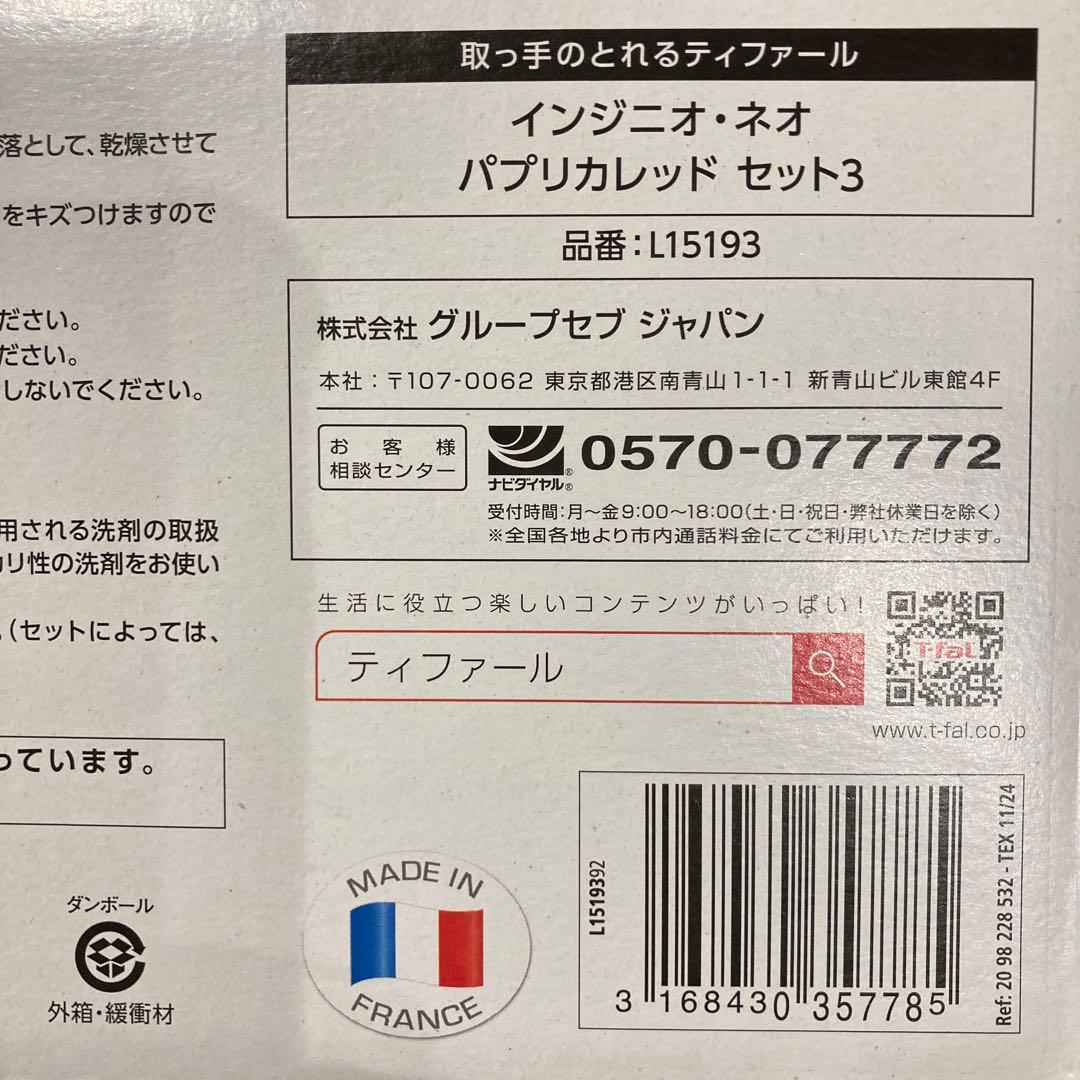 落として、乾燥させて
をキズつけますので
ださい。
ださい。
しないでください。
用される洗剤の取扱
カリ性の洗剤をお使い
。(セットによっては、
っています。
ダンボール
外箱・緩衝材
取っ手のとれるティファール
インジニオ・ネオ
パプリカレッド セット3
品番：L15193
株式会社 グループセブ ジャパン
本社：〒107-0062 東京都港区南青山1-1-1 新青山ビル東館4F
お客様
相談センター
ナビダイヤル®
0570-077772
受付時間：月～金9:00～18:00(土・日・祝日・弊社休業日を除く)
※全国各地より市内通話料金にてご利用いただけます。
生活に役立つ楽しいコンテンツがいっぱい！
ティファール
T-faL
www.t-fal.co.jp
MADE IN
FRANCE
L1519392
3 168430 357785
Ref: 20 98 228 532 - TEX 11/24